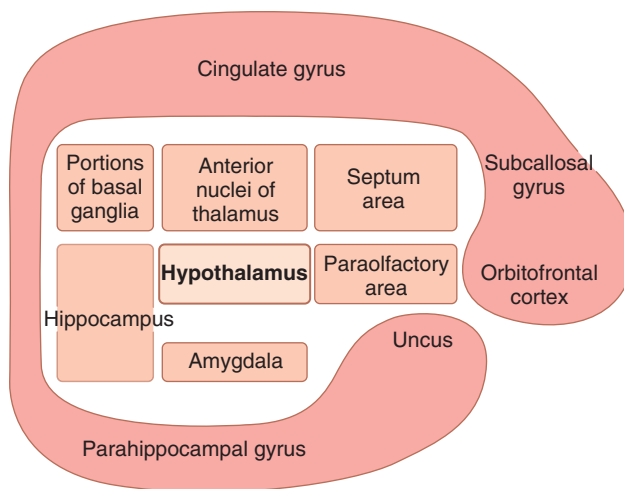 Cingulate gyrus
Portions
of basal
ganglia
Anterior
nuclei of
thalamus
Septum
area
Subcallosal
gyrus
Hypothalamus
Paraolfactory
area
Orbitofrontal
cortex
Hippocampus
Uncus
Amygdala
Parahippocampal gyrus